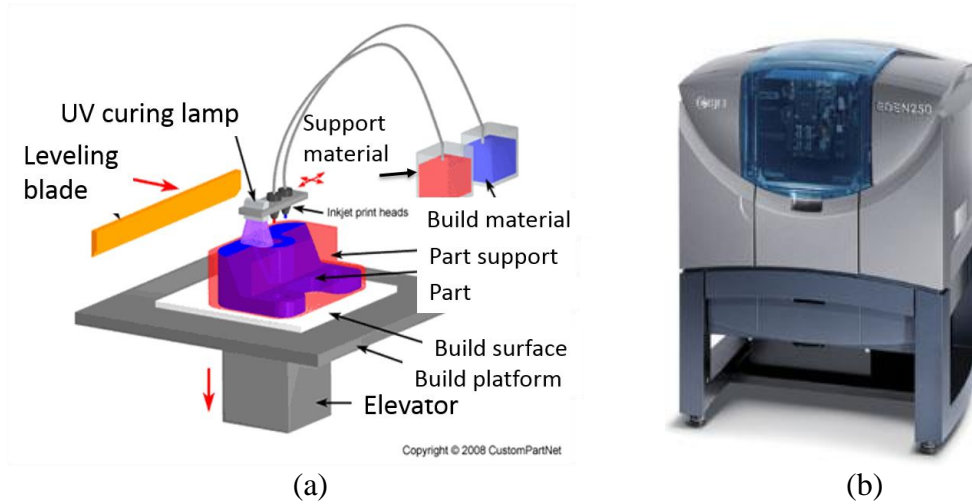 UV curing lamp
Leveling
blade
Support
material
Inkjet print heads
Build material
Part support
Part
Build surface
Build platform
Elevator
Copyright © 2008 CustomPartNet
EDEN250
(a)
(b)